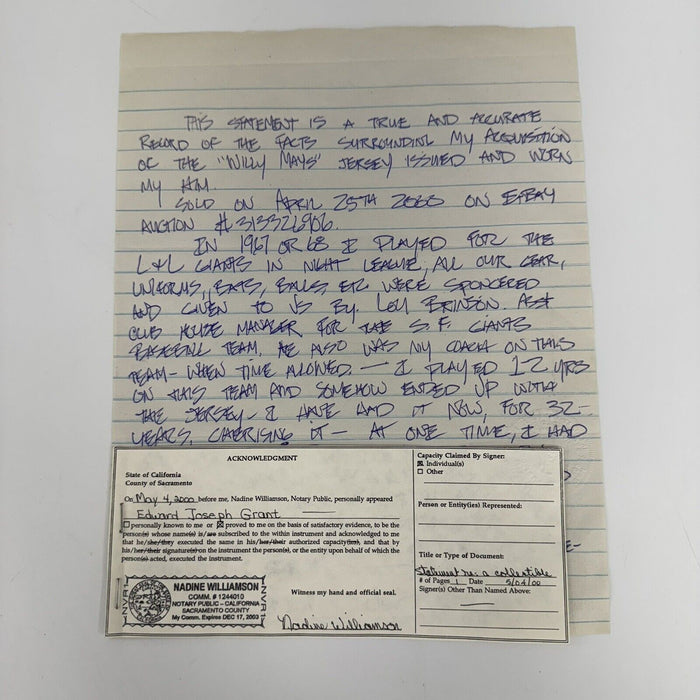 THIS STATEMENT IS A TRUE AND ACCURATE
RECORD OF THE FACTS SURROUNDING MY ACQUISITION
OF THE "WILLY MAYS" JERSEY ISSUED AND WORN
MY HIM.
SOLD ON APRIL 25TH 2000 ON E-BAY
AUCTION # 313326906.
IN 1967 OR 68 I PLAYED FOR THE
L&L GIANTS IN NIGHT LEAGUE, ALL OUR GEAR,
UNIFORMS, BATS, BALLS ETC WERE SPONCERED
AND GIVEN TO US BY. LOU BRINSON. ASST
CLUB HOUSE MANAGER FOR THE S.F. GIANTS
BASEBALL TEAM. HE ALSO WAS MY COACH ON THIS
TEAM - WHEN TIME ALLOWED. — I PLAYED 12 YRS
ON THIS TEAM AND SOMEHOW ENDED UP WITH
THE JERSEY - I HAVE HAD IT NOW, FOR 32
YEARS, CHERISING IT — AT ONE TIME, I HAD
ACKNOWLEDGMENT
State of California
County of Sacramento
On May 4, 2000 before me, Nadine Williamson, Notary Public, personally appeared
Edward Joseph Grant
☐ personally known to me or ☒ proved to me on the basis of satisfactory evidence, to be the
person(s) whose name(s) is/are subscribed to the within instrument and acknowledged to me
that he/she/they executed the same in his/her/their authorized capacity(ies), and that by
his/her/their signature(s) on the instrument the person(s), or the entity upon behalf of which the
person(s) acted, executed the instrument.
NADINE WILLIAMSON
COMM. # 1244010
NOTARY PUBLIC - CALIFORNIA
SACRAMENTO COUNTY
My Comm. Expires DEC 17, 2003
Witness my hand and official seal.
Nadine Williamson
Capacity Claimed By Signer:
☒ Individual(s)
☐ Other
Person or Entity(ies) Represented:
Title or Type of Document:
Statement re: a collectible
# of Pages 1 Date 5/04/00
Signer(s) Other Than Named Above: